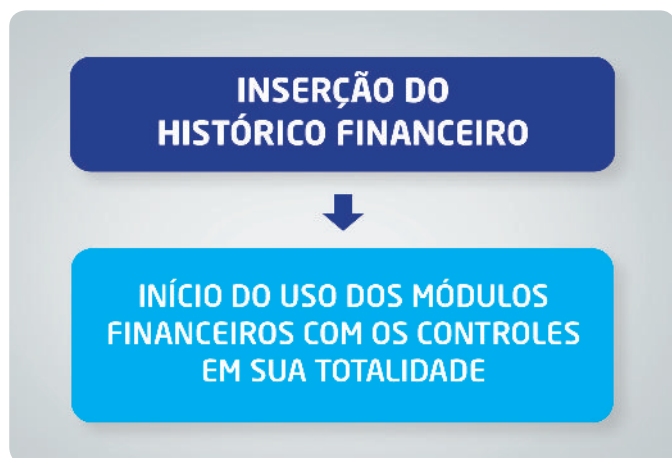 INSERÇÃO DO
HISTÓRICO FINANCEIRO
INÍCIO DO USO DOS MÓDULOS
FINANCEIROS COM OS CONTROLES
EM SUA TOTALIDADE